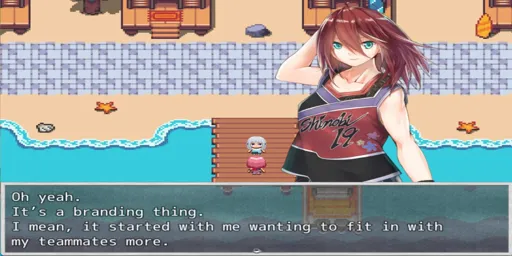 Shinobi
19
Oh yeah.
It's a branding thing.
I mean, it started with me wanting to fit in with
my teammates more.